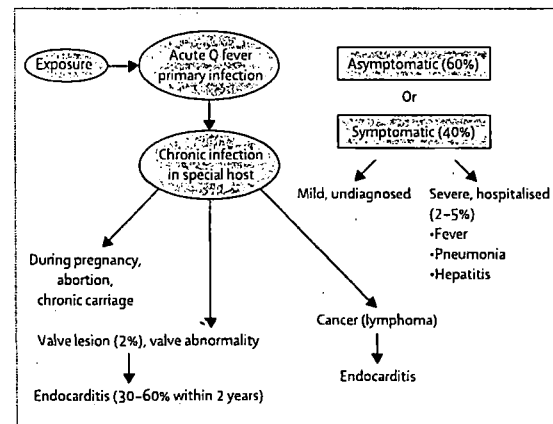 Exposure
Acute Q fever
primary infection
Chronic infection
in special host
During pregnancy,
abortion,
chronic carriage
Valve lesion (2%), valve abnormality
Endocarditis (30–60% within 2 years)
Cancer (lymphoma)
Endocarditis
Asymptomatic (60%)
Or
Symptomatic (40%)
Mild, undiagnosed
Severe, hospitalised
(2–5%)
•Fever
•Pneumonia
•Hepatitis